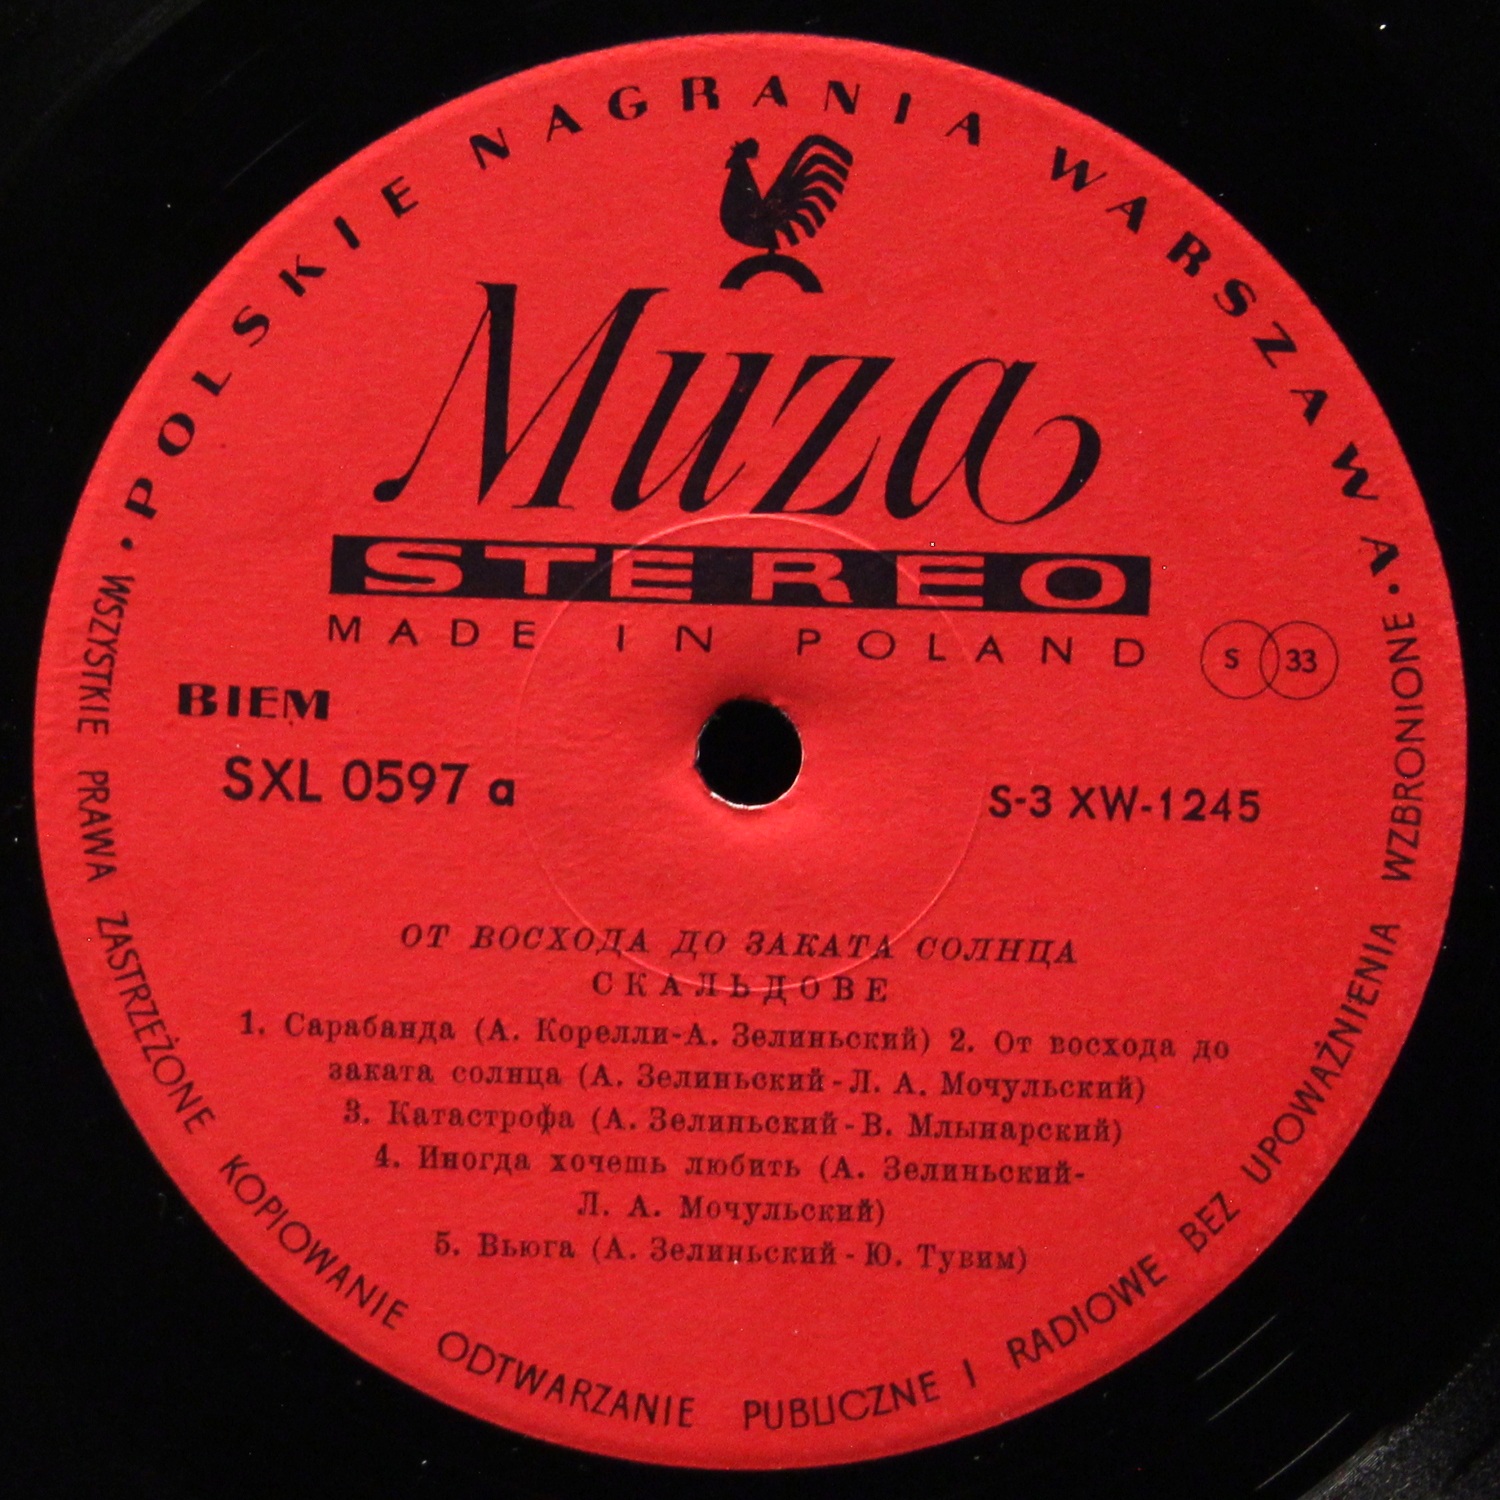 · POLSKIE NAGRANIA WARSZAWA ·
Muza
STEREO
MADE IN POLAND
S 33
BIEM
SXL 0597 a
S-3 XW-1245
ОТ ВОСХОДА ДО ЗАКАТА СОЛНЦА
СКАЛЬДОВЕ
1. Сарабанда (А. Корелли-А. Зелиньский) 2. От восхода до
заката солнца (А. Зелиньский - Л. А. Мочульский)
3. Катастрофа (А. Зелиньский - В. Млынарский)
4. Иногда хочешь любить (А. Зелиньский-
Л. А. Мочульский)
5. Вьюга (А. Зелиньский - Ю. Тувим)
WSZYSTKIE PRAWA ZASTRZEŻONE KOPIOWANIE ODTWARZANIE PUBLICZNE I RADIOWE BEZ UPOWAŻNIENIA WZBRONIONE